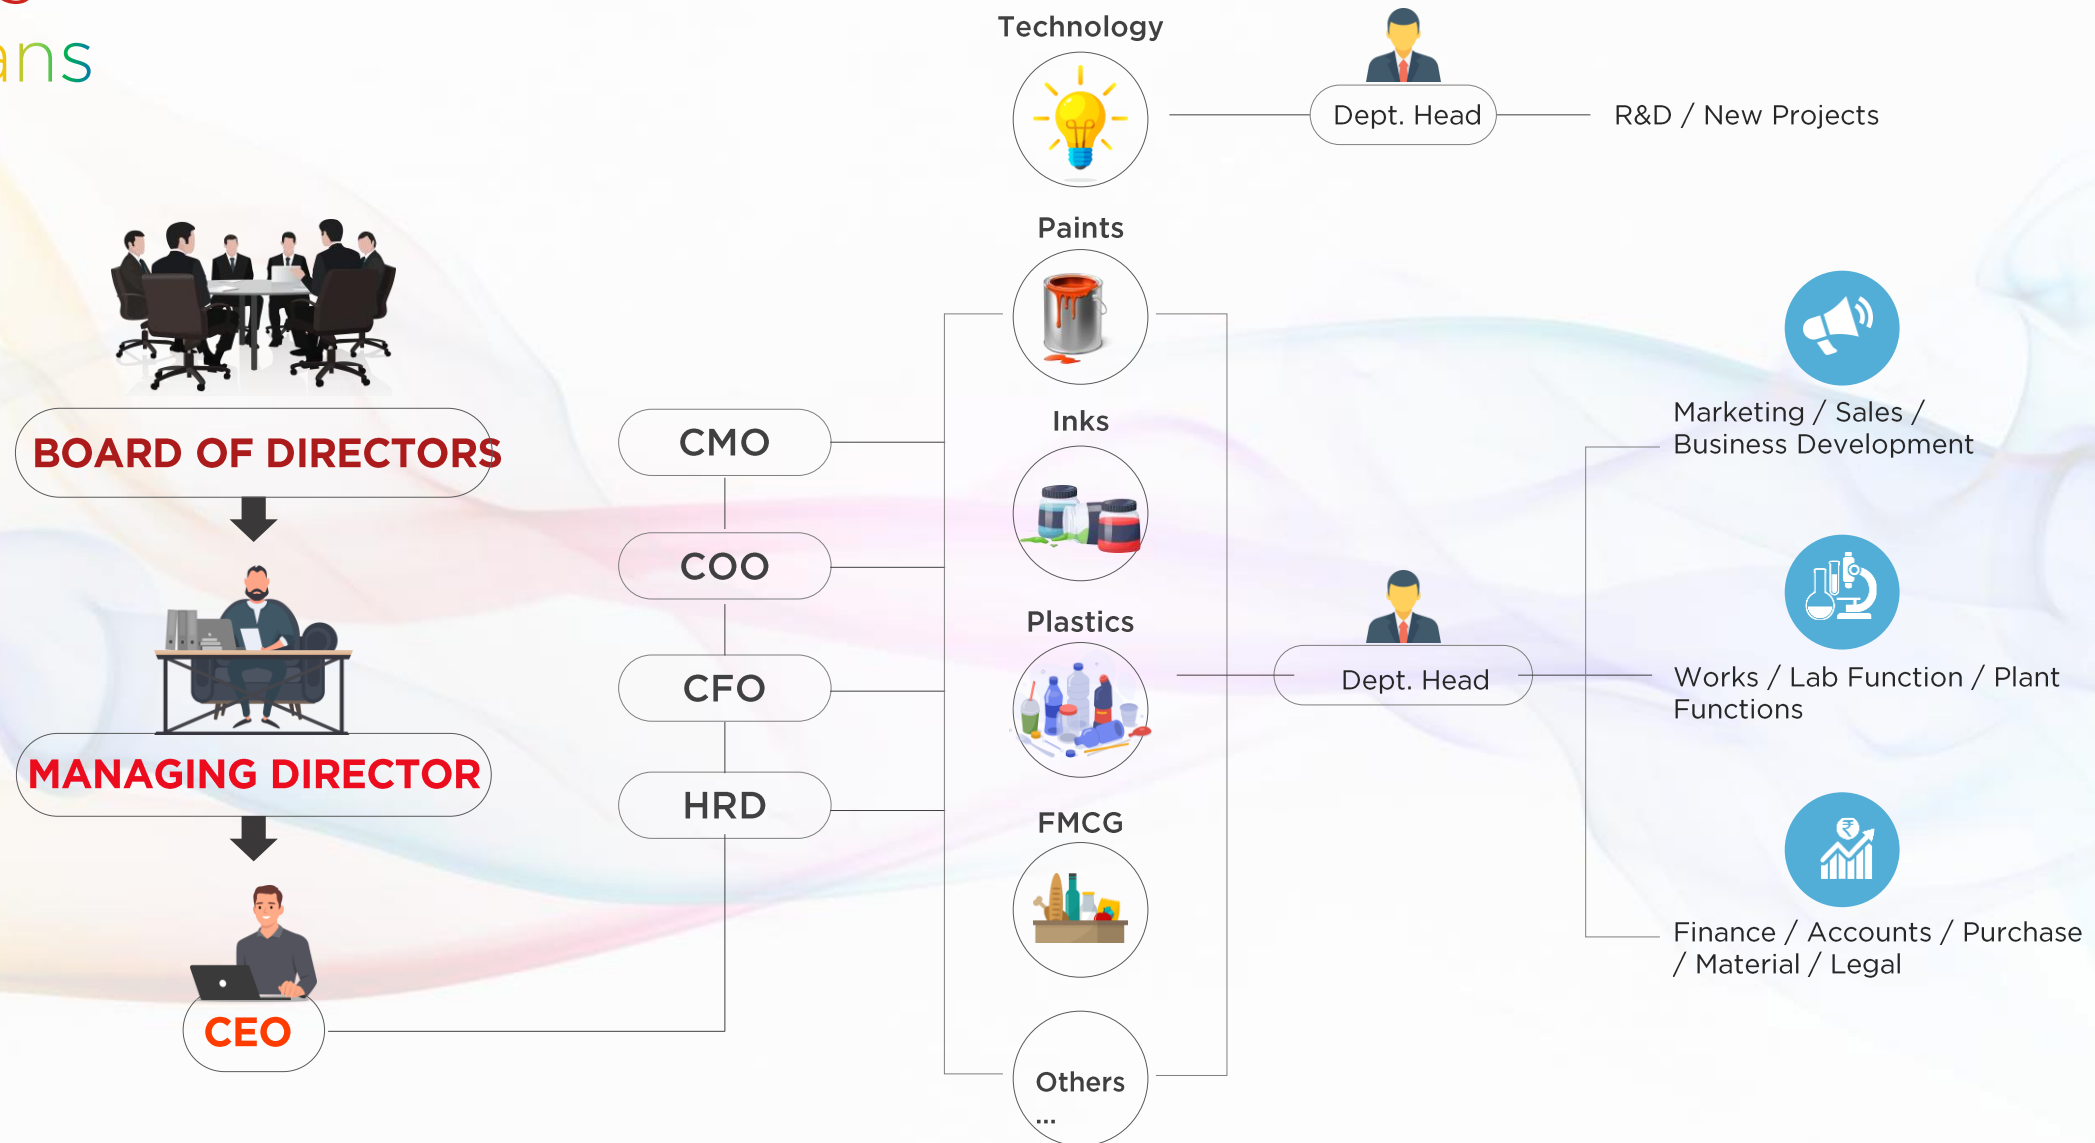 ans
Technology
Dept. Head
R&D / New Projects
Paints
BOARD OF DIRECTORS
MANAGING DIRECTOR
CEO
CMO
COO
CFO
HRD
Inks
Plastics
FMCG
Others
...
Dept. Head
Marketing / Sales /
Business Development
Works / Lab Function / Plant
Functions
₹
Finance / Accounts / Purchase
/ Material / Legal